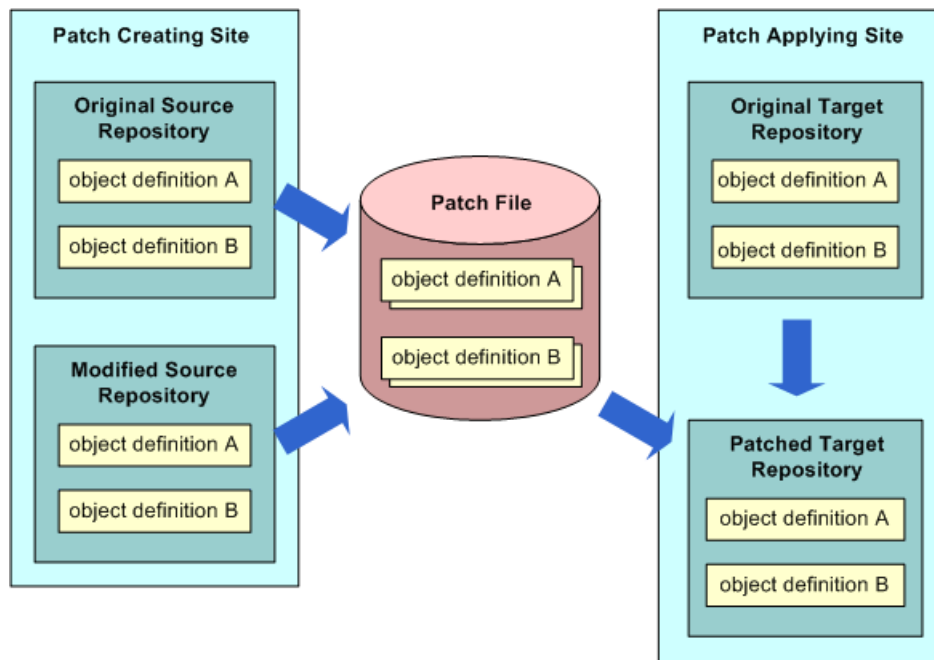 Patch Creating Site
Original Source
Repository
object definition A
object definition B
Modified Source
Repository
object definition A
object definition B
Patch File
object definition A
object definition B
Patch Applying Site
Original Target
Repository
object definition A
object definition B
Patched Target
Repository
object definition A
object definition B